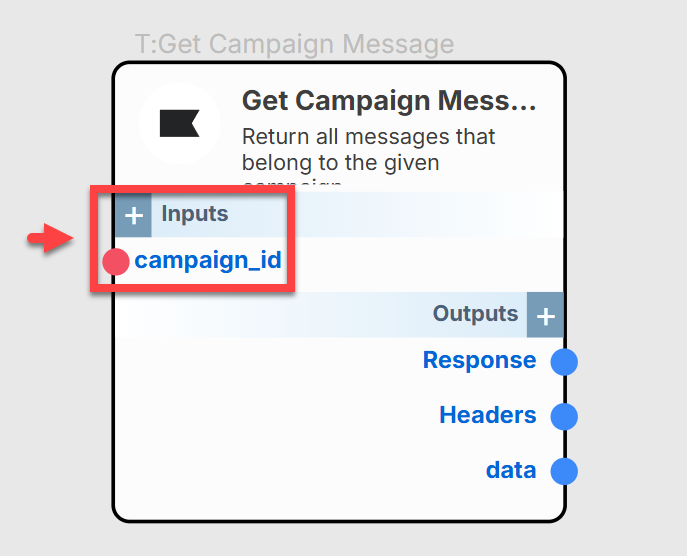 T:Get Campaign Message
Get Campaign Mess...
Return all messages that
belong to the given
+ Inputs
campaign_id
Outputs +
Response
Headers
data